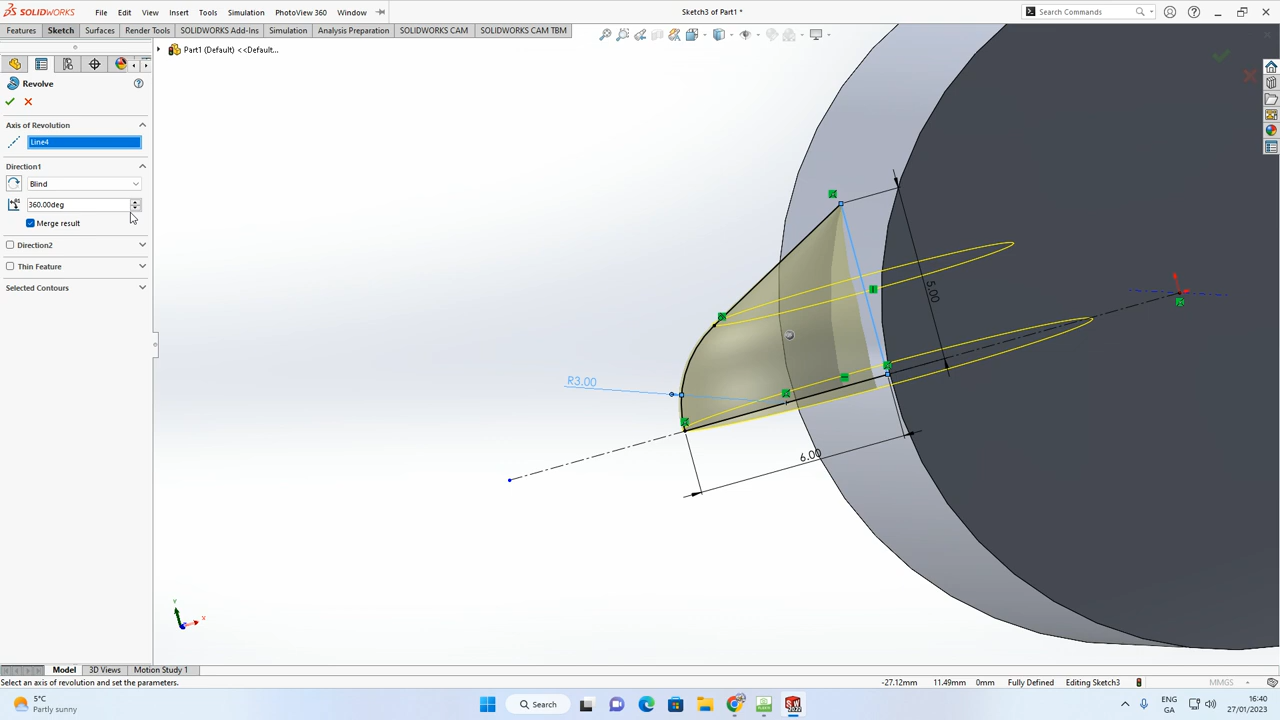 SOLIDWORKS File Edit View Insert Tools Simulation PhotoView 360 Window Sketch3 of Part1 * Search Commands
Features Sketch Surfaces Render Tools SOLIDWORKS Add-Ins Simulation Analysis Preparation SOLIDWORKS CAM SOLIDWORKS CAM TBM
Part1 (Default) <<Default...
Revolve
Axis of Revolution
Line4
Direction1
Blind
360.00deg
Merge result
Direction2
Thin Feature
Selected Contours
5.00
R3.00
6.00
Y
X
Model 3D Views Motion Study 1
Select an axis of revolution and set the parameters. -27.12mm 11.49mm 0mm Fully Defined Editing Sketch3 MMGS
5°C
Partly sunny
Search
ENG
GA
16:40
27/01/2023